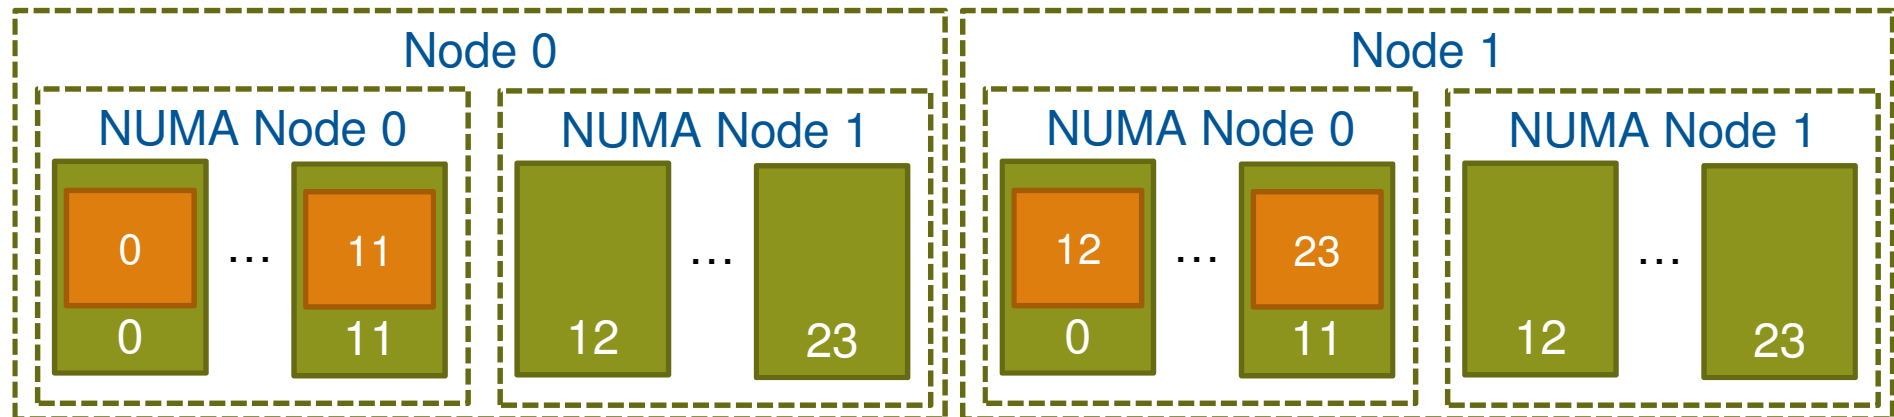 Node 0
Node 1
NUMA Node 0
NUMA Node 1
NUMA Node 0
NUMA Node 1
0 ... 11 ... 12 ... 23 ...
0 11 12 23 0 11 12 23